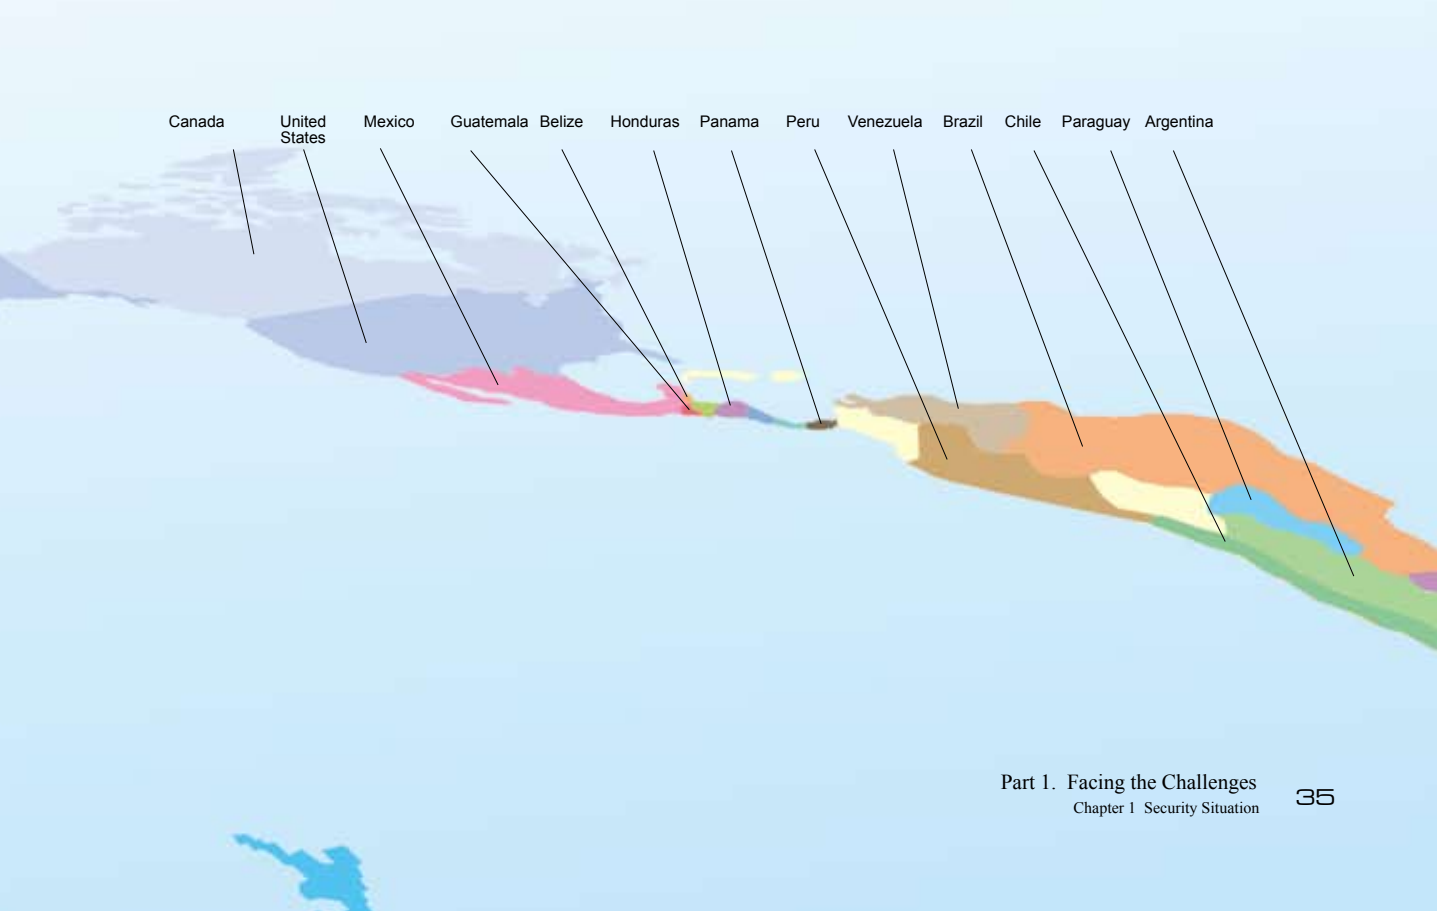 Canada
United
States
Mexico
Guatemala
Belize
Honduras
Panama
Peru
Venezuela
Brazil
Chile
Paraguay
Argentina
Part 1. Facing the Challenges
Chapter 1 Security Situation
35